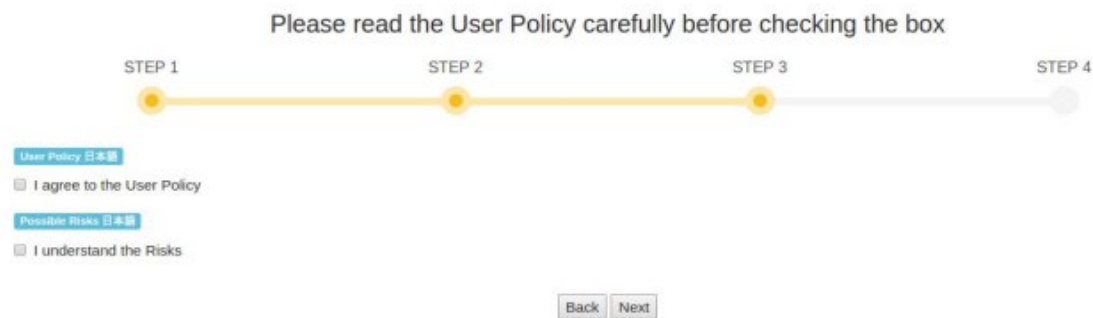 Please read the User Policy carefully before checking the box
STEP 1 STEP 2 STEP 3 STEP 4
User Policy 日本語
I agree to the User Policy
Possible Risks 日本語
I understand the Risks
Back Next